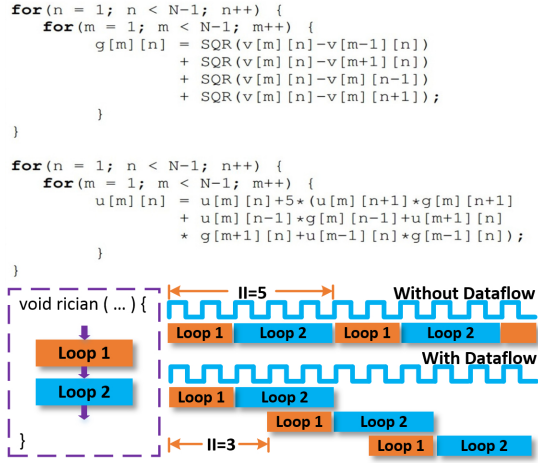 for(n = 1; n < N-1; n++) {
for(m = 1; m < N-1; m++) {
g[m][n] = SQR(v[m][n]-v[m-1][n])
+ SQR(v[m][n]-v[m+1][n])
+ SQR(v[m][n]-v[m][n-1])
+ SQR(v[m][n]-v[m][n+1]);
}
}
for(n = 1; n < N-1; n++) {
for(m = 1; m < N-1; m++) {
u[m][n] = u[m][n]+5*(u[m][n+1]*g[m][n+1]
+ u[m][n-1]*g[m][n-1]+u[m+1][n]
* g[m+1][n]+u[m-1][n]*g[m-1][n]);
}
}
void rician ( ... ) {
Loop 1
Loop 2
}
II=5
Without Dataflow
Loop 1 Loop 2 Loop 1 Loop 2
With Dataflow
Loop 1 Loop 2
Loop 1 Loop 2
II=3 Loop 1 Loop 2